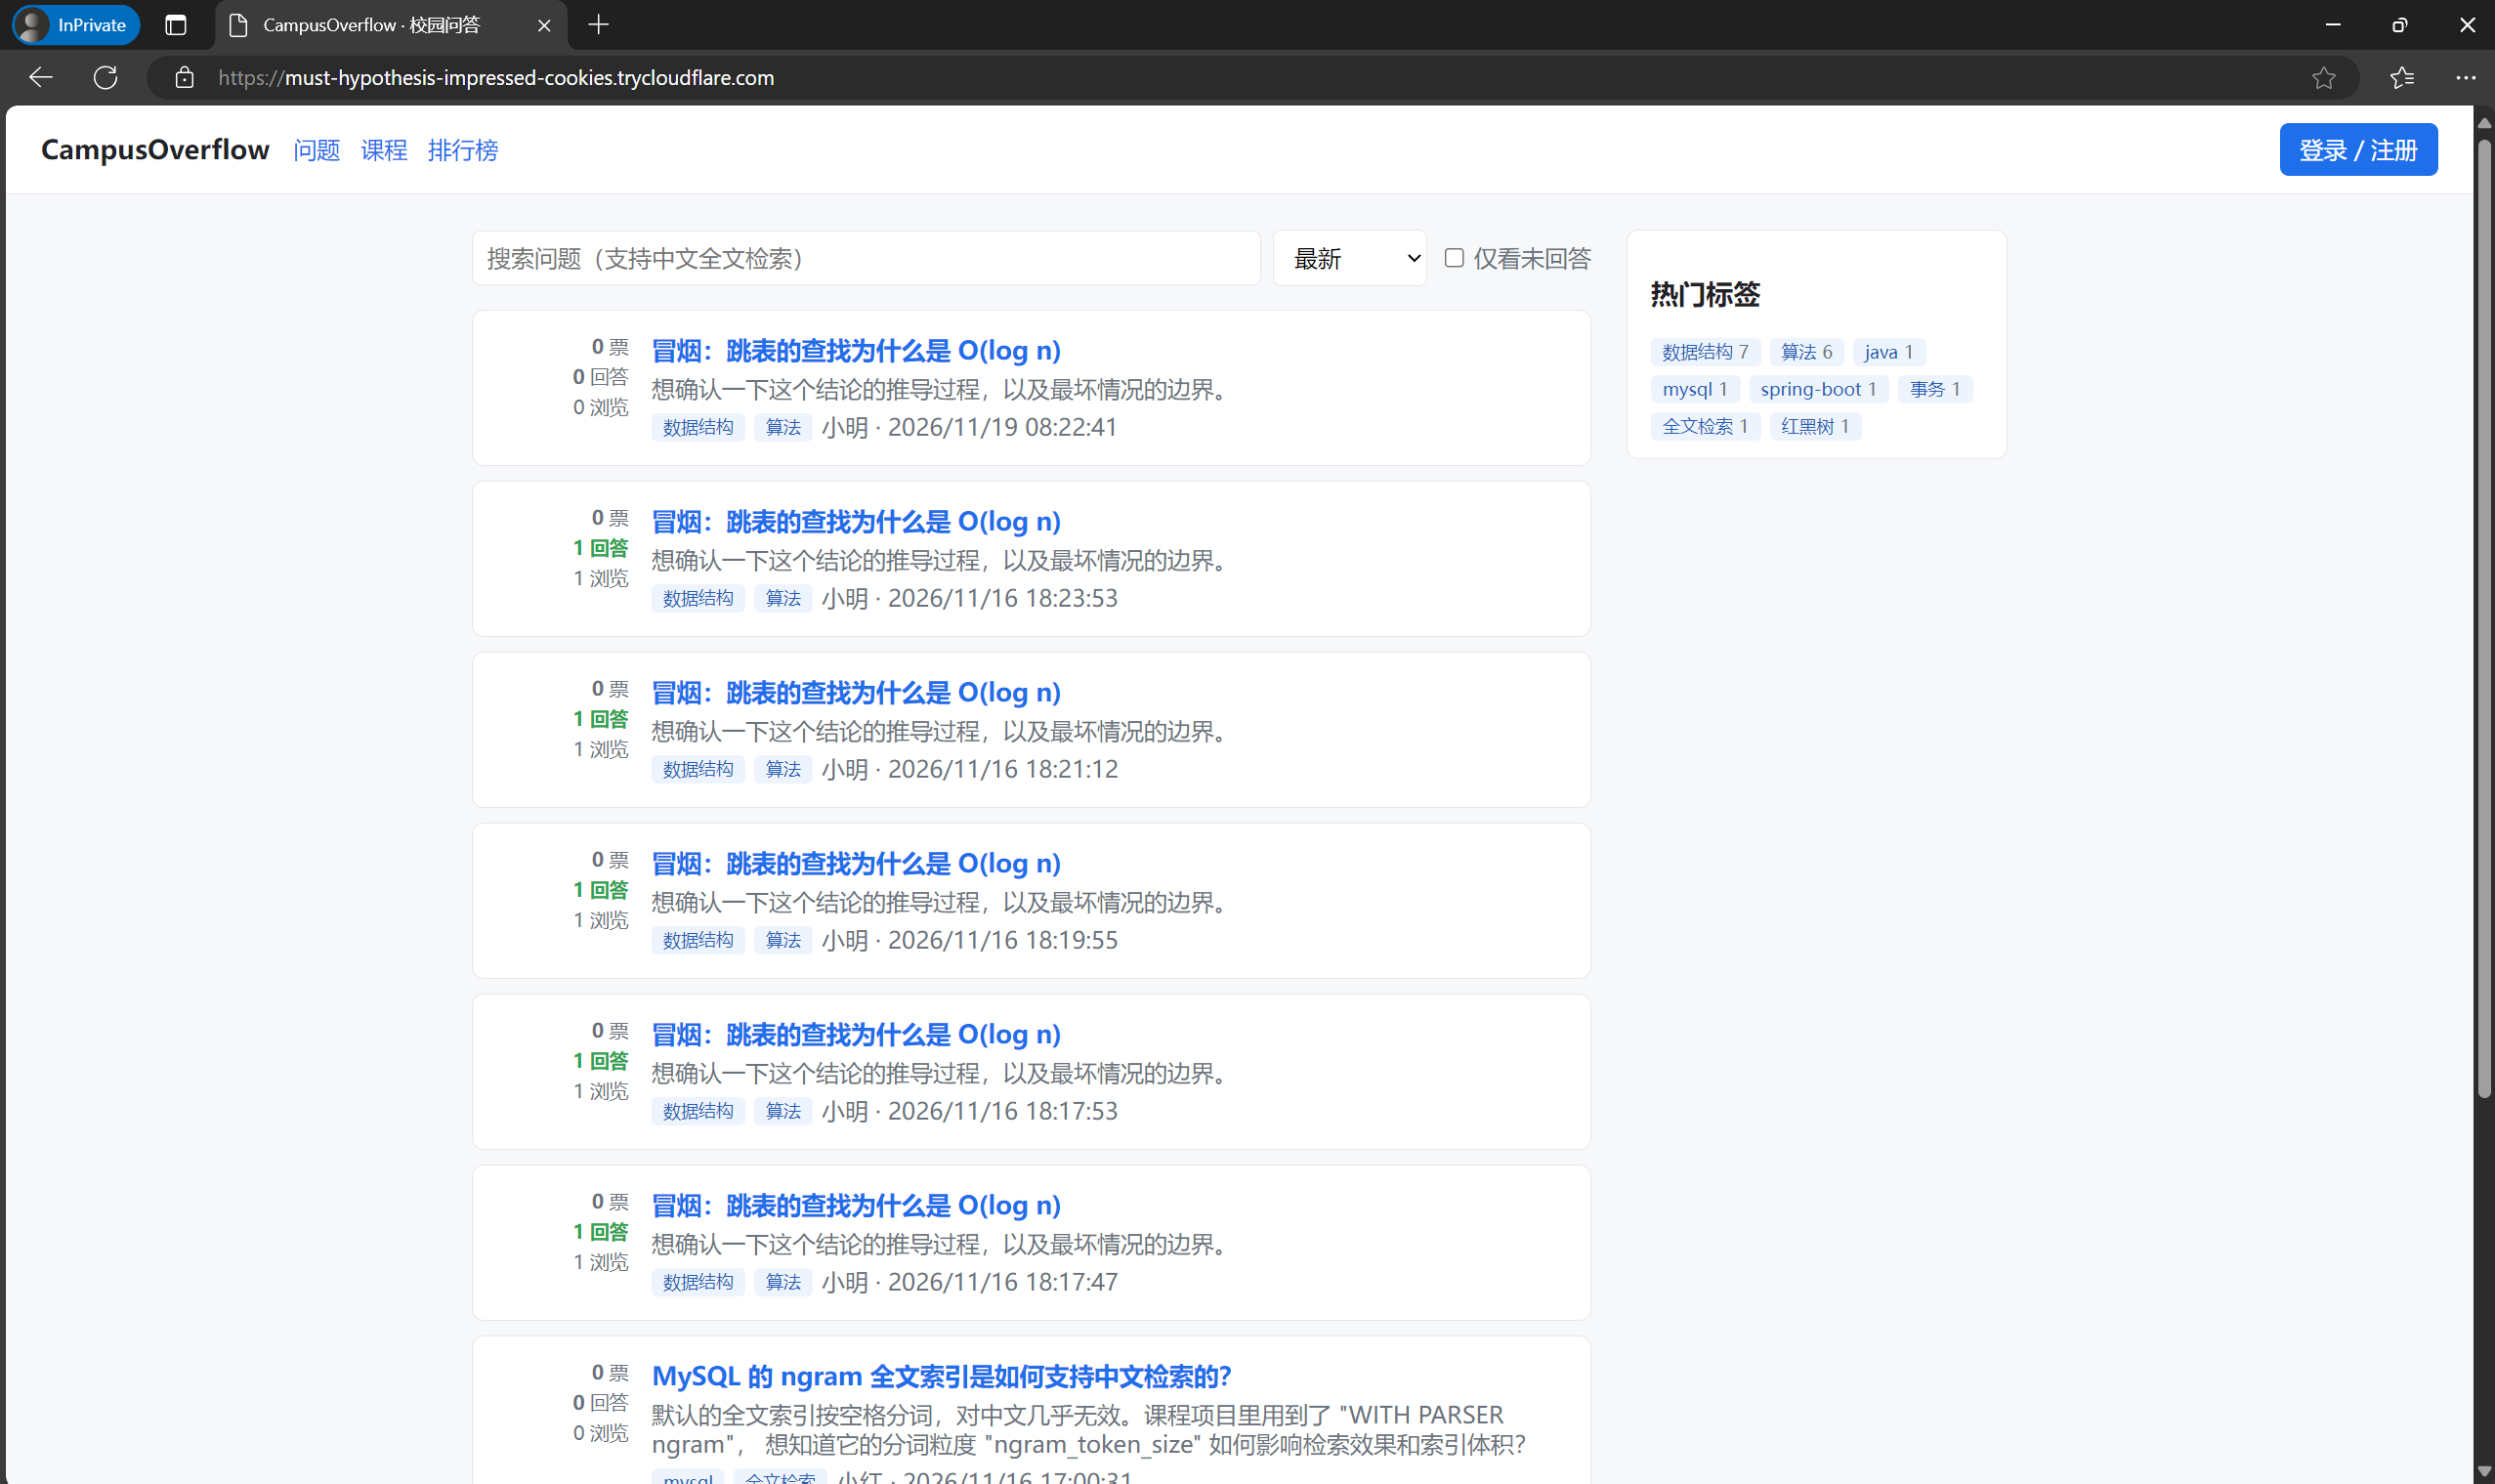 InPrivate
CampusOverflow · 校园问答
https://must-hypothesis-impressed-cookies.trycloudflare.com
CampusOverflow 问题 课程 排行榜
登录 / 注册
搜索问题（支持中文全文检索）
最新
仅看未回答
0 票
0 回答
0 浏览
冒烟：跳表的查找为什么是 O(log n)
想确认一下这个结论的推导过程，以及最坏情况的边界。
数据结构 算法 小明 · 2026/11/19 08:22:41
0 票
1 回答
1 浏览
冒烟：跳表的查找为什么是 O(log n)
想确认一下这个结论的推导过程，以及最坏情况的边界。
数据结构 算法 小明 · 2026/11/16 18:23:53
0 票
1 回答
1 浏览
冒烟：跳表的查找为什么是 O(log n)
想确认一下这个结论的推导过程，以及最坏情况的边界。
数据结构 算法 小明 · 2026/11/16 18:21:12
0 票
1 回答
1 浏览
冒烟：跳表的查找为什么是 O(log n)
想确认一下这个结论的推导过程，以及最坏情况的边界。
数据结构 算法 小明 · 2026/11/16 18:19:55
0 票
1 回答
1 浏览
冒烟：跳表的查找为什么是 O(log n)
想确认一下这个结论的推导过程，以及最坏情况的边界。
数据结构 算法 小明 · 2026/11/16 18:17:53
0 票
1 回答
1 浏览
冒烟：跳表的查找为什么是 O(log n)
想确认一下这个结论的推导过程，以及最坏情况的边界。
数据结构 算法 小明 · 2026/11/16 18:17:47
0 票
0 回答
0 浏览
MySQL 的 ngram 全文索引是如何支持中文检索的？
默认的全文索引按空格分词，对中文几乎无效。课程项目里用到了 "WITH PARSER
ngram"， 想知道它的分词粒度 "ngram_token_size" 如何影响检索效果和索引体积？
mysql 全文检索 小红 · 2026/11/16 17:00:31
热门标签
数据结构 7 算法 6 java 1
mysql 1 spring-boot 1 事务 1
全文检索 1 红黑树 1